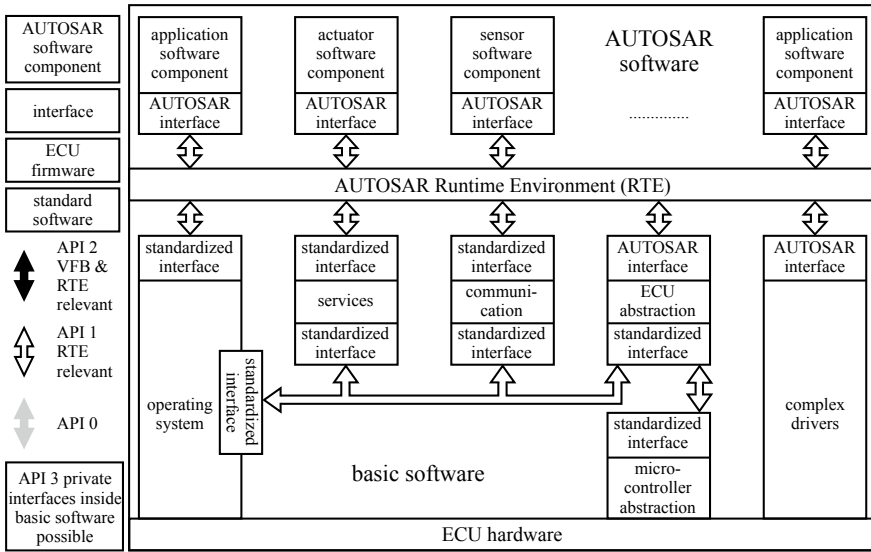 AUTOSAR
software
component
interface
ECU
firmware
standard
software
API 2
VFB &
RTE
relevant
API 1
RTE
relevant
API 0
API 3 private
interfaces inside
basic software
possible
application
software
component
AUTOSAR
interface
actuator
software
component
AUTOSAR
interface
sensor
software
component
AUTOSAR
interface
AUTOSAR
software
..............
application
software
component
AUTOSAR
interface
AUTOSAR Runtime Environment (RTE)
standardized
interface
operating
system
standardized
interface
standardized
interface
services
standardized
interface
standardized
interface
communi-
cation
standardized
interface
AUTOSAR
interface
ECU
abstraction
standardized
interface
standardized
interface
micro-
controller
abstraction
AUTOSAR
interface
complex
drivers
basic software
ECU hardware